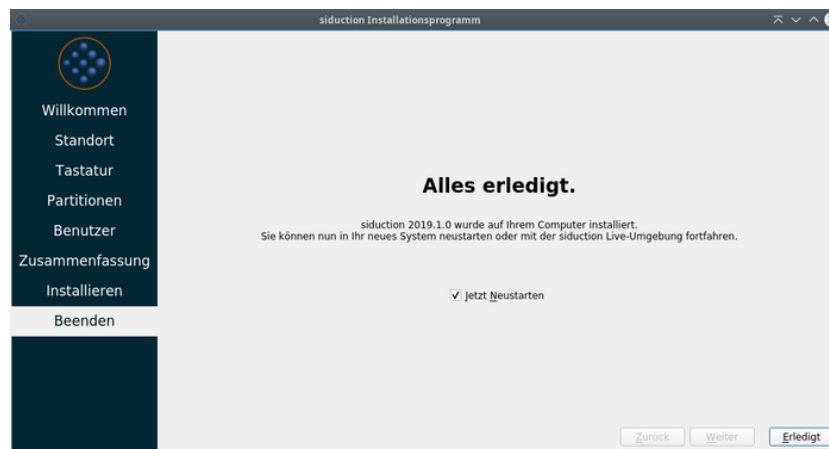 siduction Installationsprogramm
Willkommen
Standort
Tastatur
Partitionen
Benutzer
Zusammenfassung
Installieren
Beenden
Alles erledigt.
siduction 2019.1.0 wurde auf Ihrem Computer installiert.
Sie können nun in Ihr neues System neustarten oder mit der siduction Live-Umgebung fortfahren.
Jetzt Neustarten
Zurück Weiter Erledigt